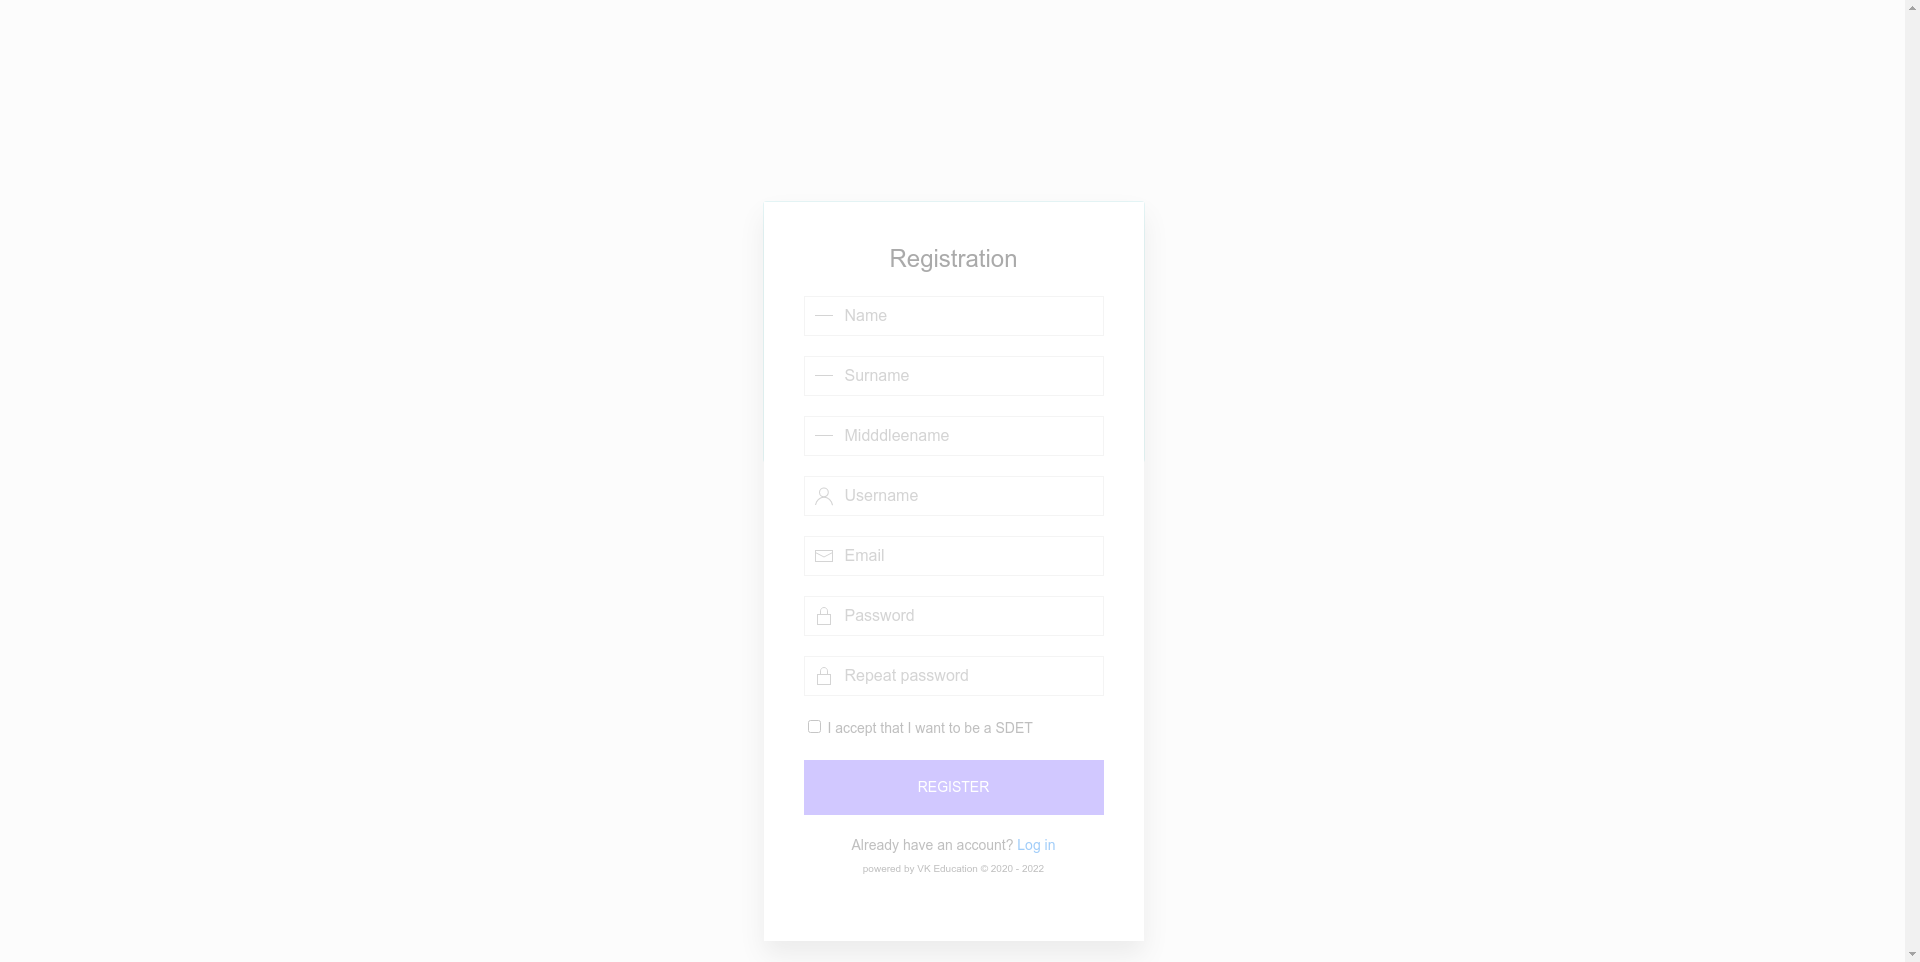 Registration
Name
Surname
Midddleename
Username
Email
Password
Repeat password
I accept that I want to be a SDET
REGISTER
Already have an account? Log in
powered by VK Education © 2020 - 2022